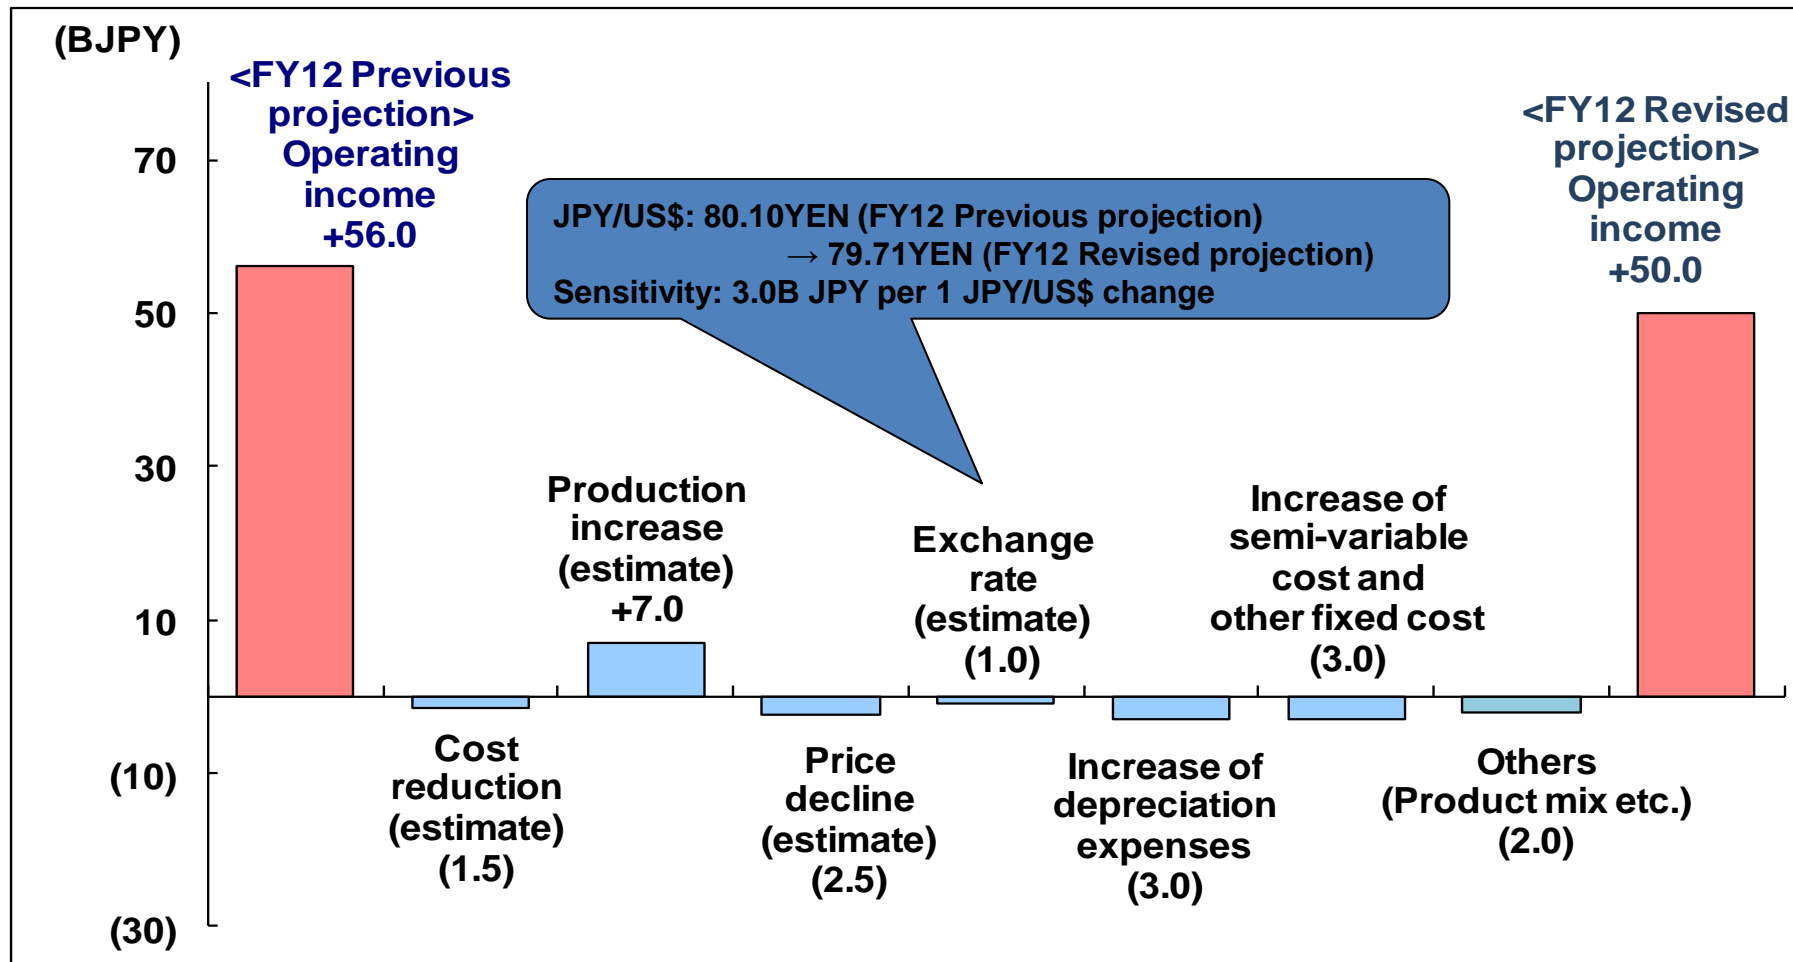 (BJPY)
<FY12 Previous
projection>
Operating
income
+56.0
<FY12 Revised
projection>
Operating
income
+50.0
JPY/US$: 80.10YEN (FY12 Previous projection)
→ 79.71YEN (FY12 Revised projection)
Sensitivity: 3.0B JPY per 1 JPY/US$ change
70
50
30
10
(10)
(30)
Cost
reduction
(estimate)
(1.5)
Production
increase
(estimate)
+7.0
Price
decline
(estimate)
(2.5)
Exchange
rate
(estimate)
(1.0)
Increase of
depreciation
expenses
(3.0)
Increase of
semi-variable
cost and
other fixed cost
(3.0)
Others
(Product mix etc.)
(2.0)